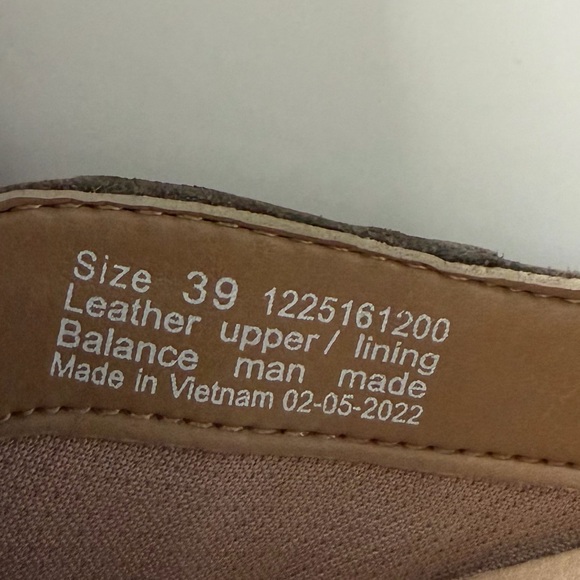 Size 39 1225161200
Leather upper/ lining
Balance man made
Made in Vietnam 02-05-2022